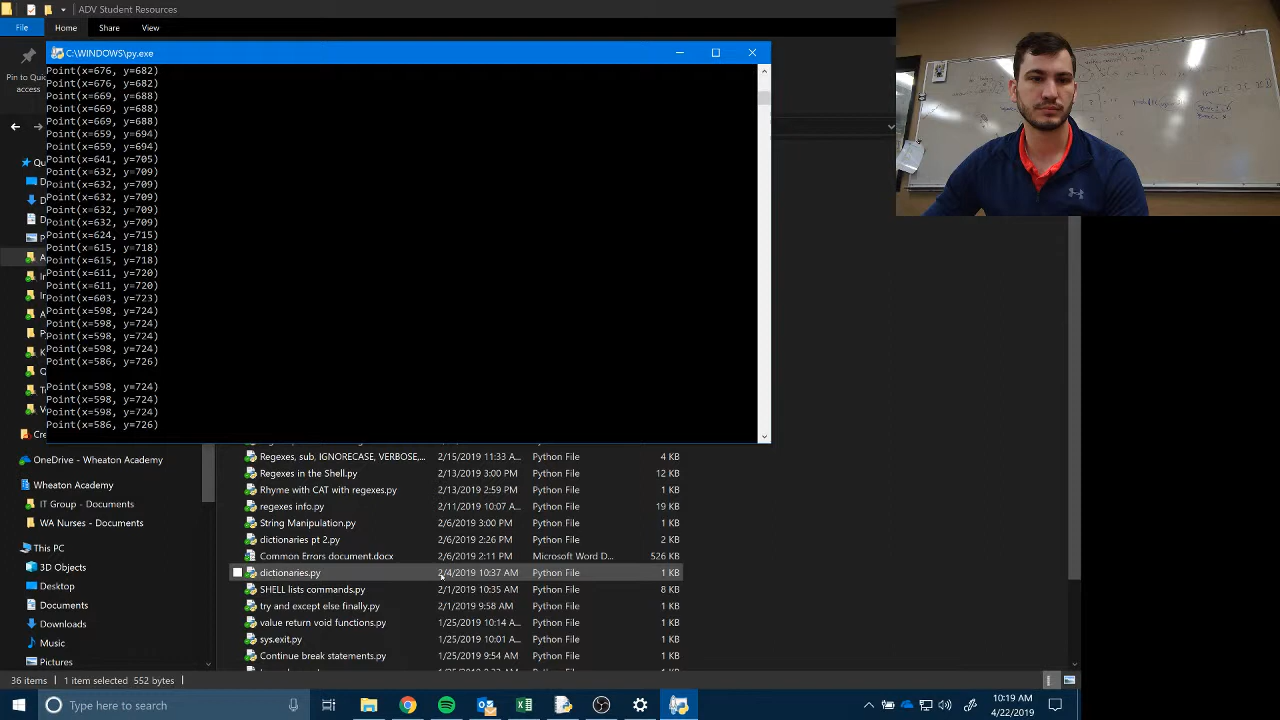 ADV Student Resources
File Home Share View
C:\WINDOWS\py.exe
Pin to Quick
access
Point(x=676, y=682)
Point(x=676, y=682)
Point(x=669, y=688)
Point(x=669, y=688)
Point(x=669, y=688)
Point(x=659, y=694)
Point(x=659, y=694)
Point(x=641, y=705)
Point(x=632, y=709)
Point(x=632, y=709)
Point(x=632, y=709)
Point(x=632, y=709)
Point(x=632, y=709)
Point(x=624, y=715)
Point(x=615, y=718)
Point(x=615, y=718)
Point(x=611, y=720)
Point(x=611, y=720)
Point(x=603, y=723)
Point(x=598, y=724)
Point(x=598, y=724)
Point(x=598, y=724)
Point(x=598, y=724)
Point(x=586, y=726)
Point(x=598, y=724)
Point(x=598, y=724)
Point(x=598, y=724)
Point(x=586, y=726)
OneDrive - Wheaton Academy
Wheaton Academy
IT Group - Documents
WA Nurses - Documents
This PC
3D Objects
Desktop
Documents
Downloads
Music
Pictures
Regexes, sub, IGNORECASE, VERBOSE,... 2/15/2019 11:33 A... Python File 4 KB
Regexes in the Shell.py 2/13/2019 3:00 PM Python File 12 KB
Rhyme with CAT with regexes.py 2/13/2019 2:59 PM Python File 1 KB
regexes info.py 2/11/2019 10:07 A... Python File 19 KB
String Manipulation.py 2/6/2019 3:00 PM Python File 1 KB
dictionaries pt 2.py 2/6/2019 2:26 PM Python File 2 KB
Common Errors document.docx 2/6/2019 2:11 PM Microsoft Word D... 526 KB
dictionaries.py 2/4/2019 10:37 AM Python File 1 KB
SHELL lists commands.py 2/1/2019 10:35 AM Python File 8 KB
try and except else finally.py 2/1/2019 9:58 AM Python File 1 KB
value return void functions.py 1/25/2019 10:14 A... Python File 1 KB
sys.exit.py 1/25/2019 10:01 A... Python File 1 KB
Continue break statements.py 1/25/2019 9:54 AM Python File 1 KB
36 items 1 item selected 552 bytes
Type here to search
10:19 AM
4/22/2019